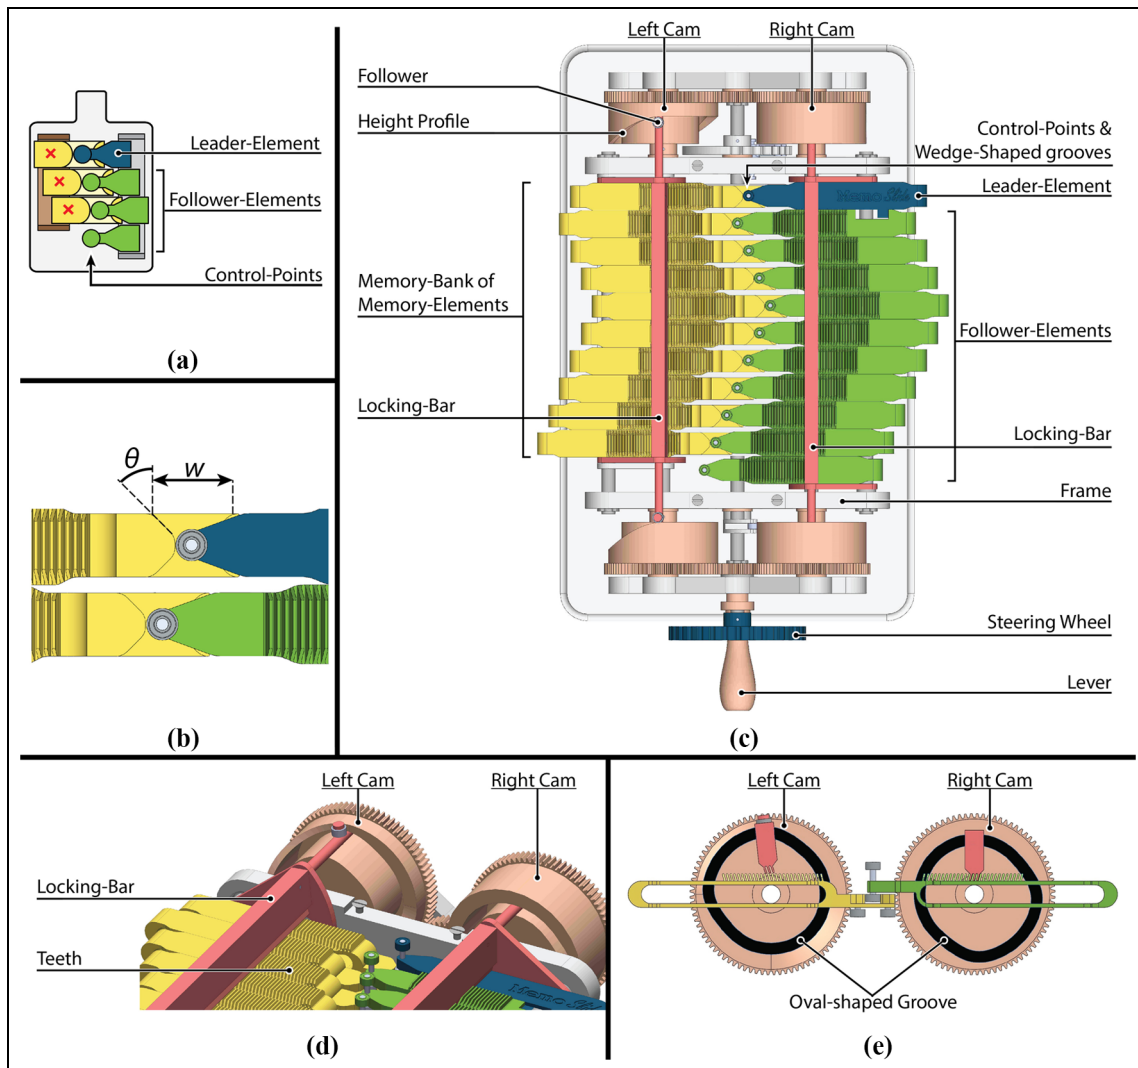 Leader-Element
Follower-Elements
Control-Points
(a)
θ
w
(b)
Left Cam
Right Cam
Follower
Height Profile
Control-Points &
Wedge-Shaped grooves
Leader-Element
Memory-Bank of
Memory-Elements
Follower-Elements
Locking-Bar
Locking-Bar
Frame
Steering Wheel
Lever
(c)
Left Cam
Right Cam
Locking-Bar
Teeth
(d)
Left Cam
Right Cam
Oval-shaped Groove
(e)